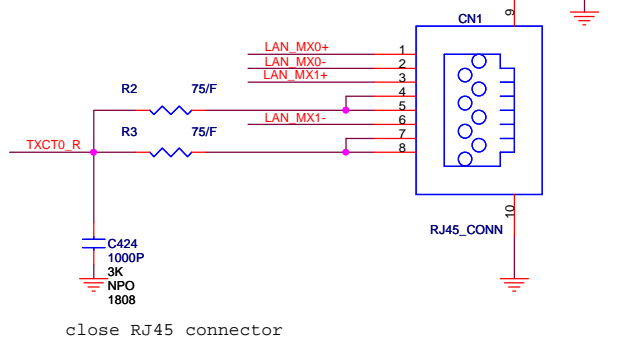 9
CN1
LAN_MX0+ 1
LAN_MX0- 2
LAN_MX1+ 3
4
R2 75/F 5
LAN_MX1- 6
R3 75/F 7
TXCT0_R 8
10
RJ45_CONN
C424
1000P
3K
NPO
1808
close RJ45 connector